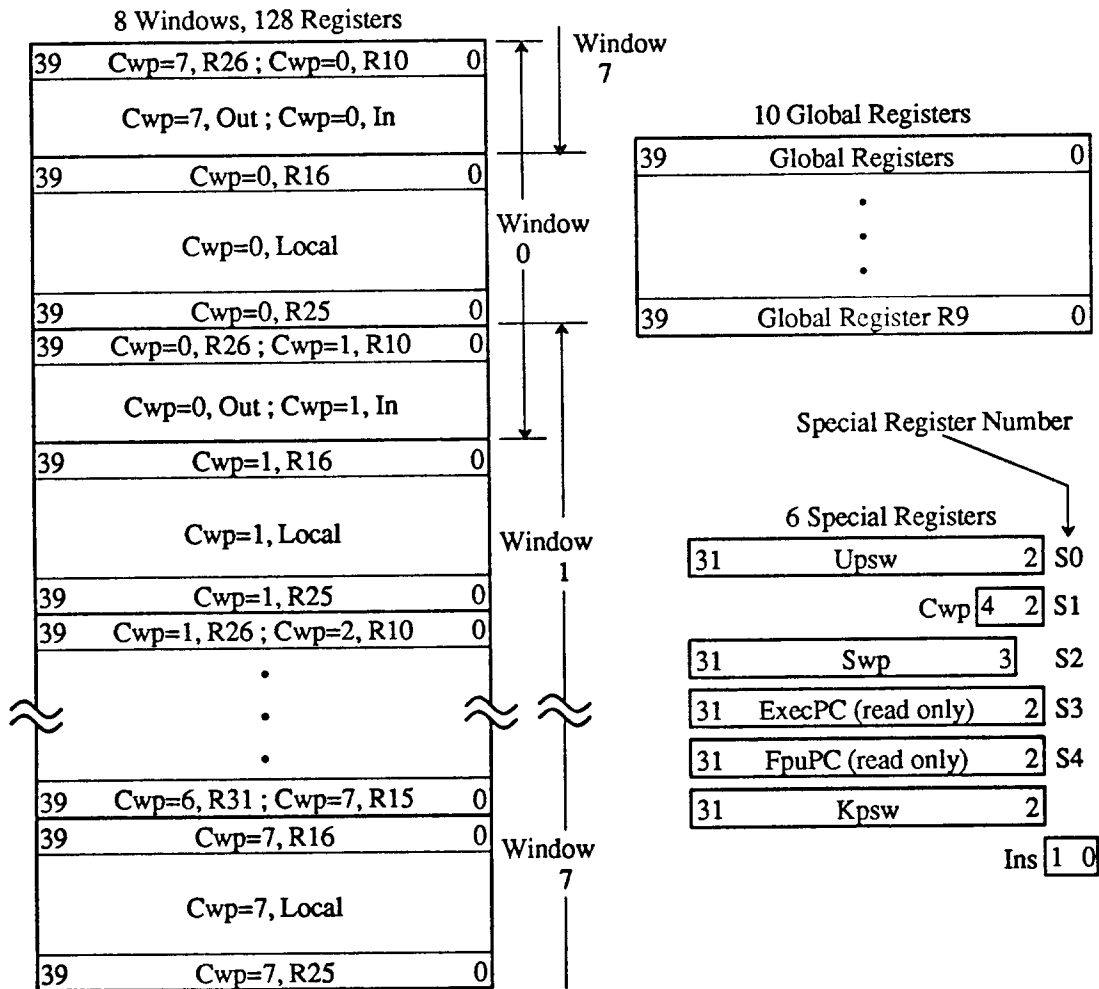 8 Windows, 128 Registers
39 Cwp=7, R26 ; Cwp=0, R10 0
Cwp=7, Out ; Cwp=0, In
39 Cwp=0, R16 0
Cwp=0, Local
39 Cwp=0, R25 0
39 Cwp=0, R26 ; Cwp=1, R10 0
Cwp=0, Out ; Cwp=1, In
39 Cwp=1, R16 0
Cwp=1, Local
39 Cwp=1, R25 0
39 Cwp=1, R26 ; Cwp=2, R10 0
39 Cwp=6, R31 ; Cwp=7, R15 0
39 Cwp=7, R16 0
Cwp=7, Local
39 Cwp=7, R25 0
Window
7
Window
0
Window
1
Window
7
10 Global Registers
39 Global Registers 0
39 Global Register R9 0
Special Register Number
6 Special Registers
31 Upsw 2 S0
Cwp 4 2 S1
31 Swp 3 S2
31 ExecPC (read only) 2 S3
31 FpuPC (read only) 2 S4
31 Kpsw 2
Ins 1 0